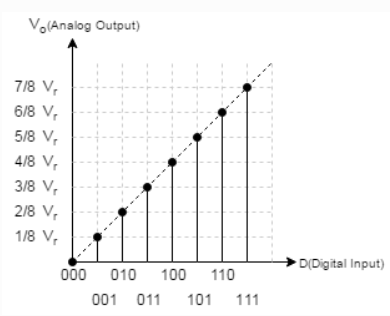 V₀(Analog Output)
7/8 Vᵣ
6/8 Vᵣ
5/8 Vᵣ
4/8 Vᵣ
3/8 Vᵣ
2/8 Vᵣ
1/8 Vᵣ
000 010 100 110 D(Digital Input)
001 011 101 111